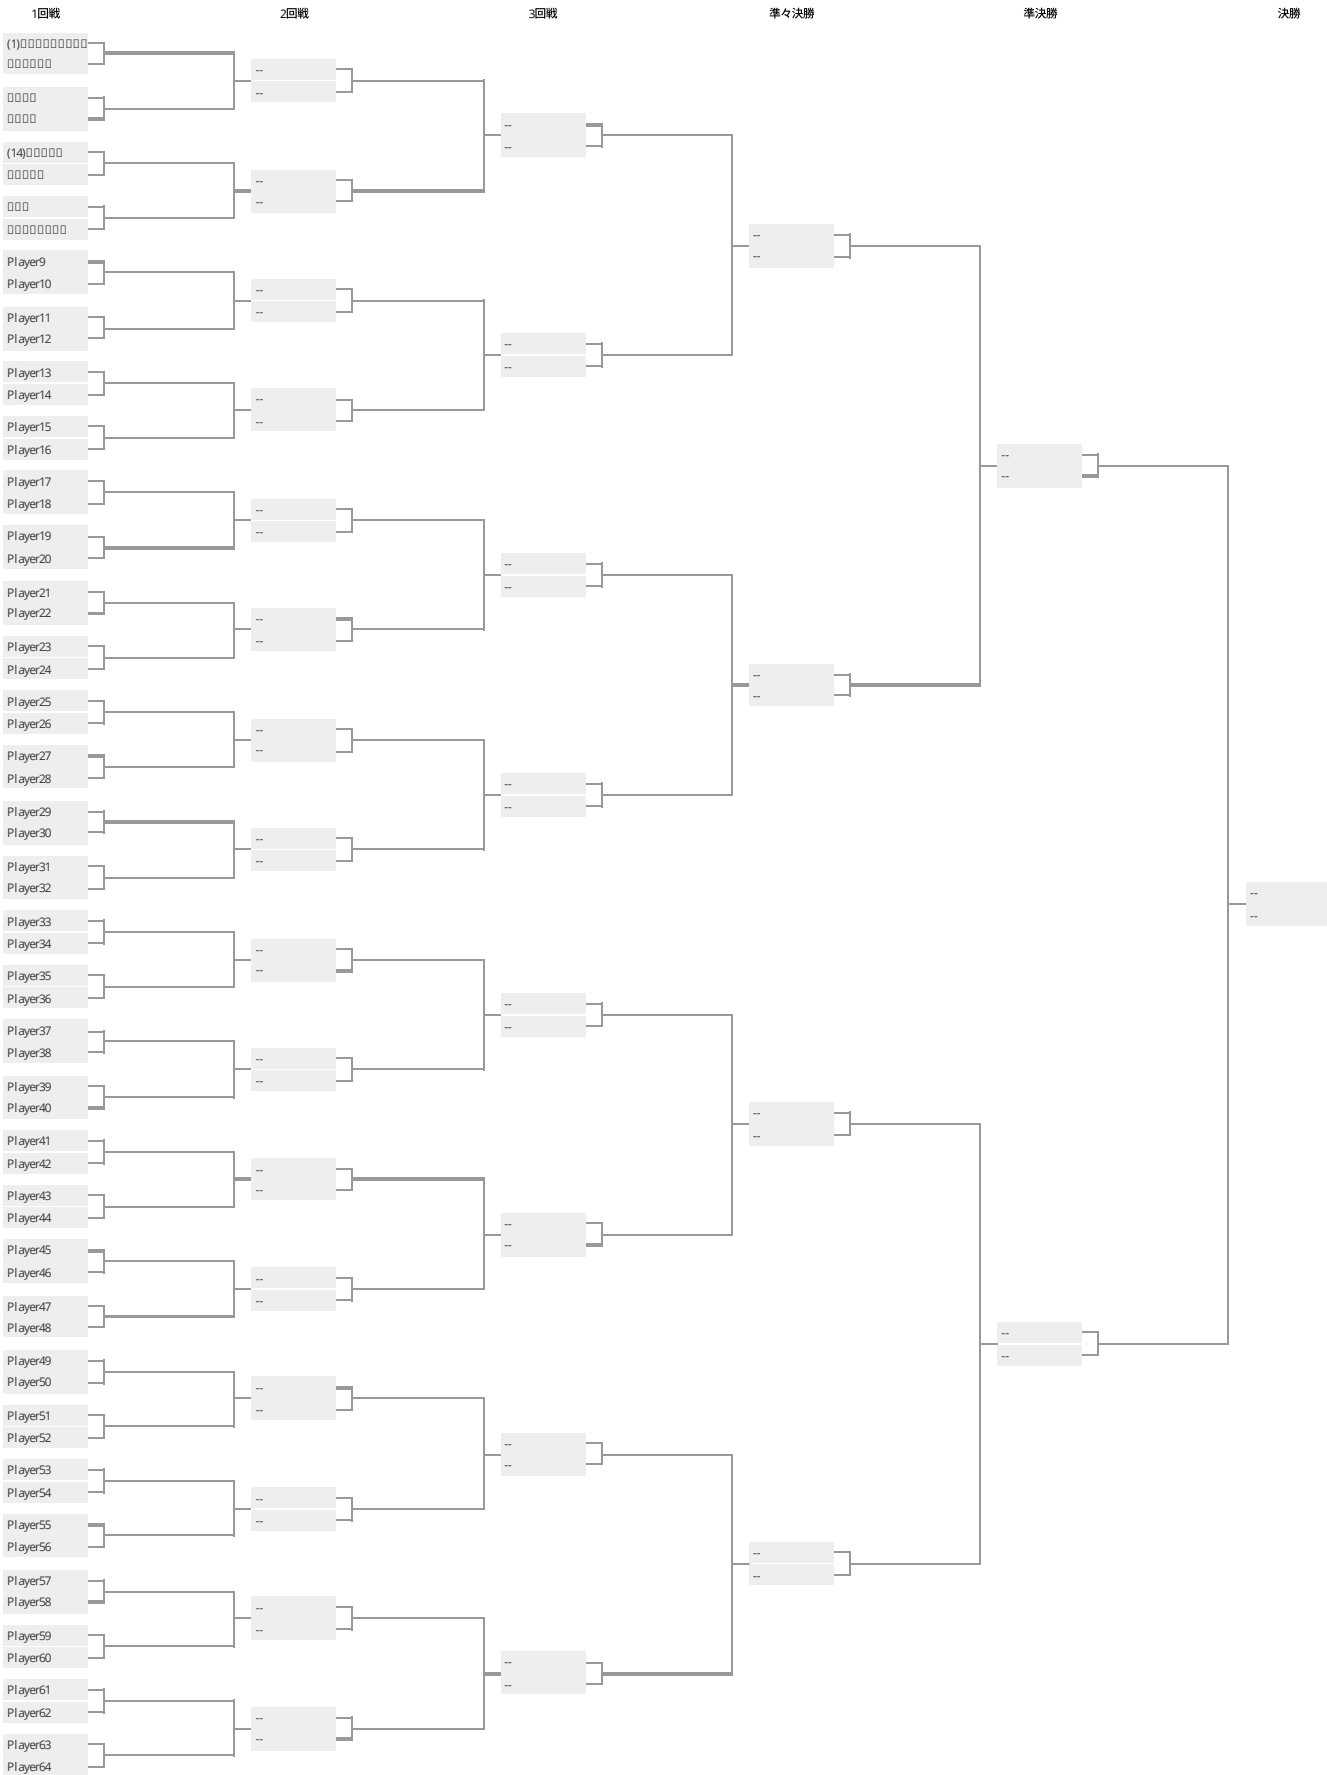 1回戦 2回戦 3回戦 準々決勝 準決勝 決勝
(1)
--
--
--
--
(14)
--
--
Player9
Player10
--
--
--
--
Player11
Player12
--
--
Player13
Player14
--
--
Player15
Player16
--
--
Player17
Player18
--
--
Player19
Player20
--
--
Player21
Player22
--
--
Player23
Player24
--
--
Player25
Player26
--
--
Player27
Player28
--
--
Player29
Player30
--
--
Player31
Player32
--
--
Player33
Player34
--
--
Player35
Player36
--
--
Player37
Player38
--
--
Player39
Player40
--
--
Player41
Player42
--
--
Player43
Player44
--
--
Player45
Player46
--
--
Player47
Player48
--
--
Player49
Player50
--
--
Player51
Player52
--
--
Player53
Player54
--
--
Player55
Player56
--
--
Player57
Player58
--
--
Player59
Player60
--
--
Player61
Player62
--
--
Player63
Player64